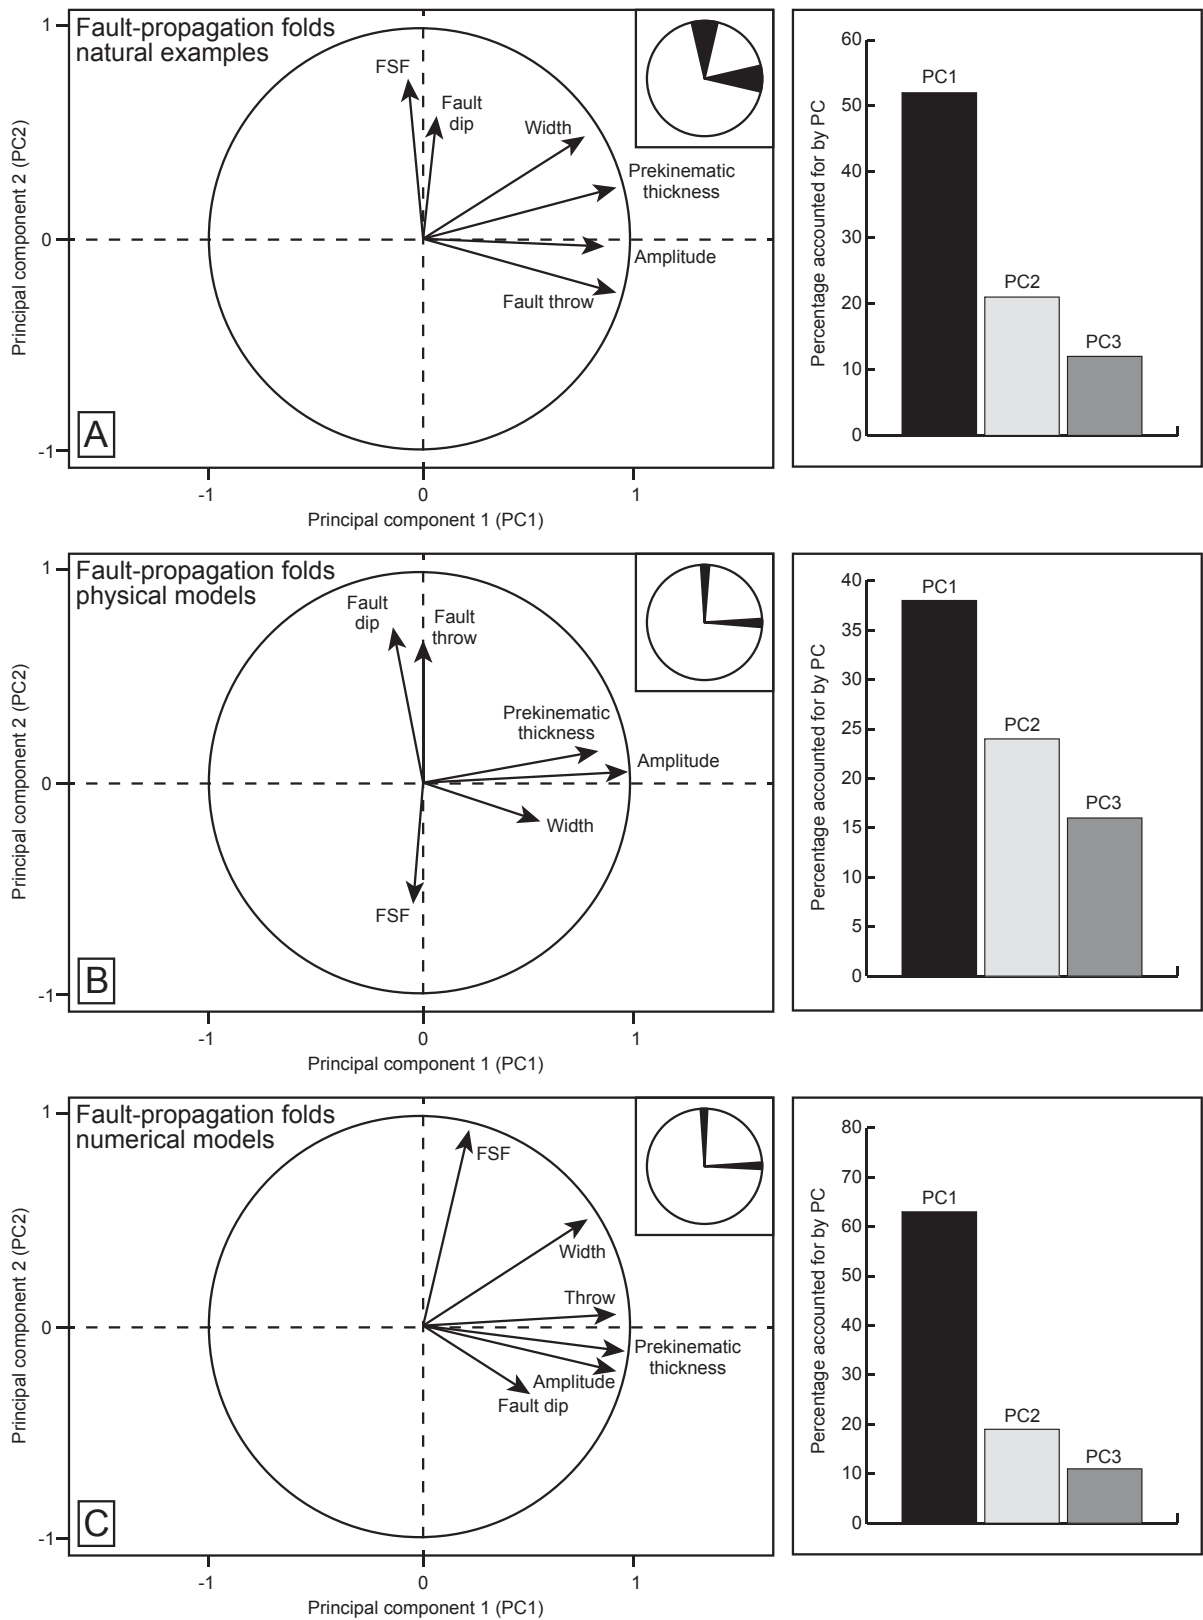 Fault-propagation folds
natural examples
1
0
-1
Principal component 2 (PC2)
FSF
Fault
dip
Width
Prekinematic
thickness
Amplitude
Fault throw
A
-1
0
1
Principal component 1 (PC1)
Percentage accounted for by PC
60
50
40
30
20
10
0
PC1
PC2
PC3
Fault-propagation folds
physical models
1
0
-1
Principal component 2 (PC2)
Fault
dip
Fault
throw
Prekinematic
thickness
Amplitude
Width
FSF
B
-1
0
1
Principal component 1 (PC1)
Percentage accounted for by PC
40
35
30
25
20
15
10
5
0
PC1
PC2
PC3
Fault-propagation folds
numerical models
1
0
-1
Principal component 2 (PC2)
FSF
Width
Throw
Prekinematic
thickness
Amplitude
Fault dip
C
-1
0
1
Principal component 1 (PC1)
Percentage accounted for by PC
80
70
60
50
40
30
20
10
0
PC1
PC2
PC3